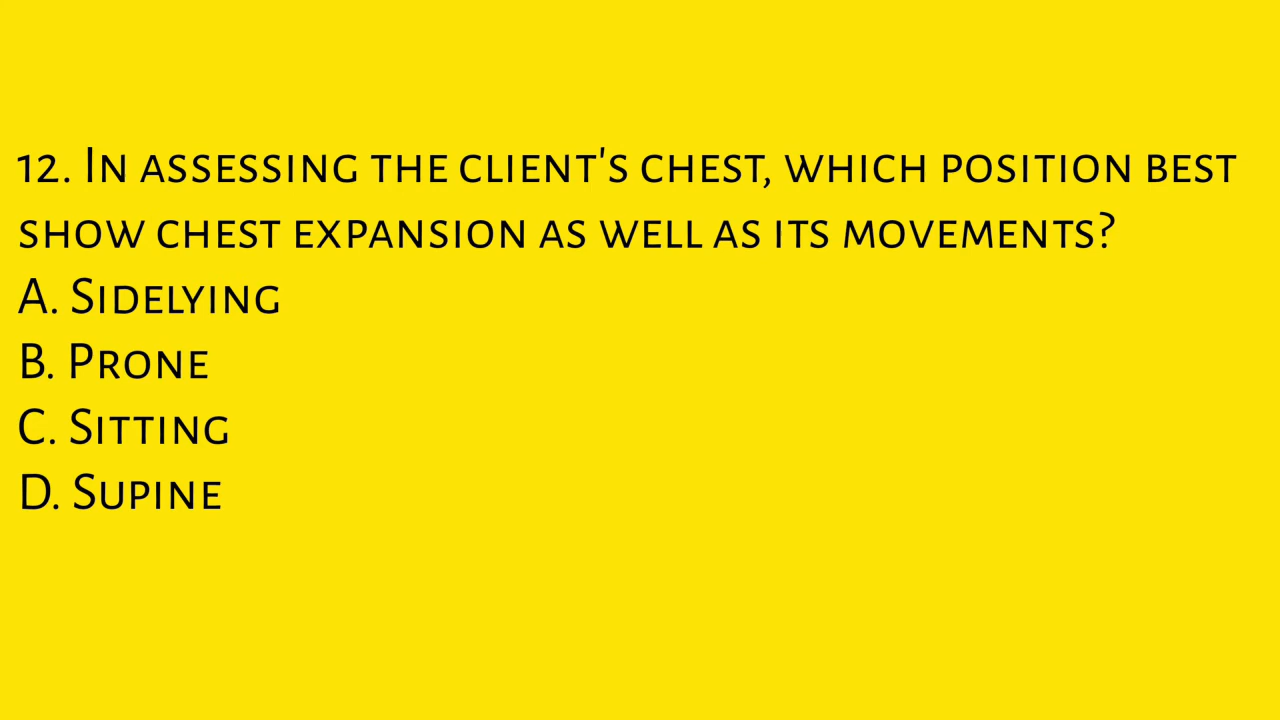 12. In assessing the client's chest, which position best
show chest expansion as well as its movements?
A. Sidelying
B. Prone
C. Sitting
D. Supine